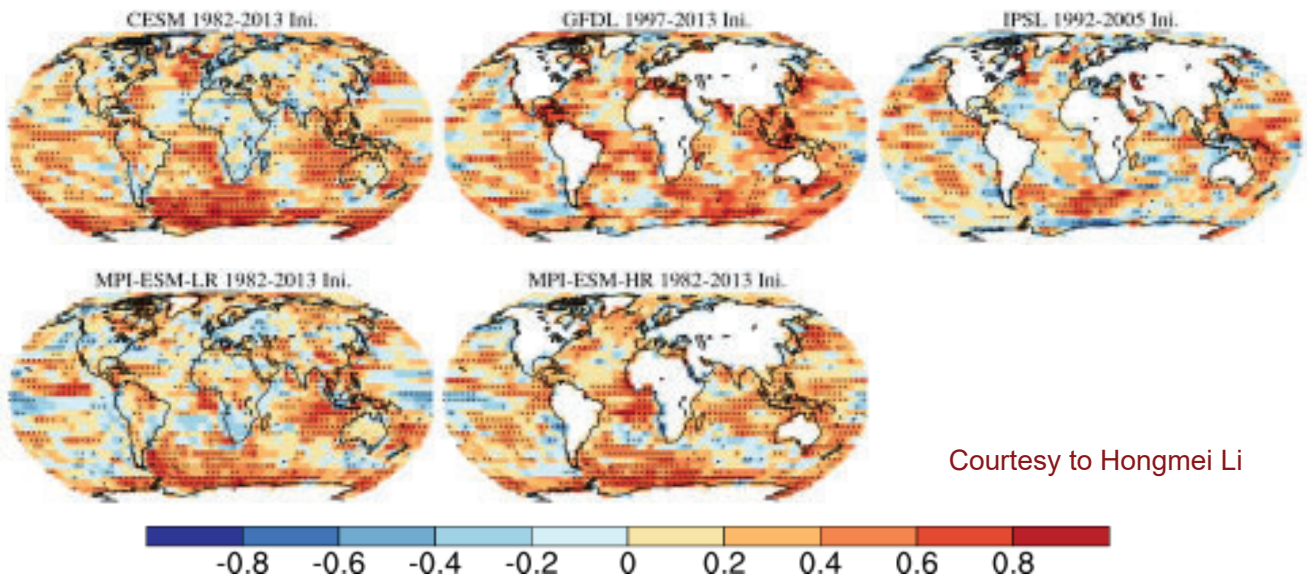 CESM 1982-2013 Ini.
GFDL 1997-2013 Ini.
IPSL 1992-2005 Ini.
MPI-ESM-LR 1982-2013 Ini.
MPI-ESM-HR 1982-2013 Ini.
Courtesy to Hongmei Li
-0.8 -0.6 -0.4 -0.2 0 0.2 0.4 0.6 0.8